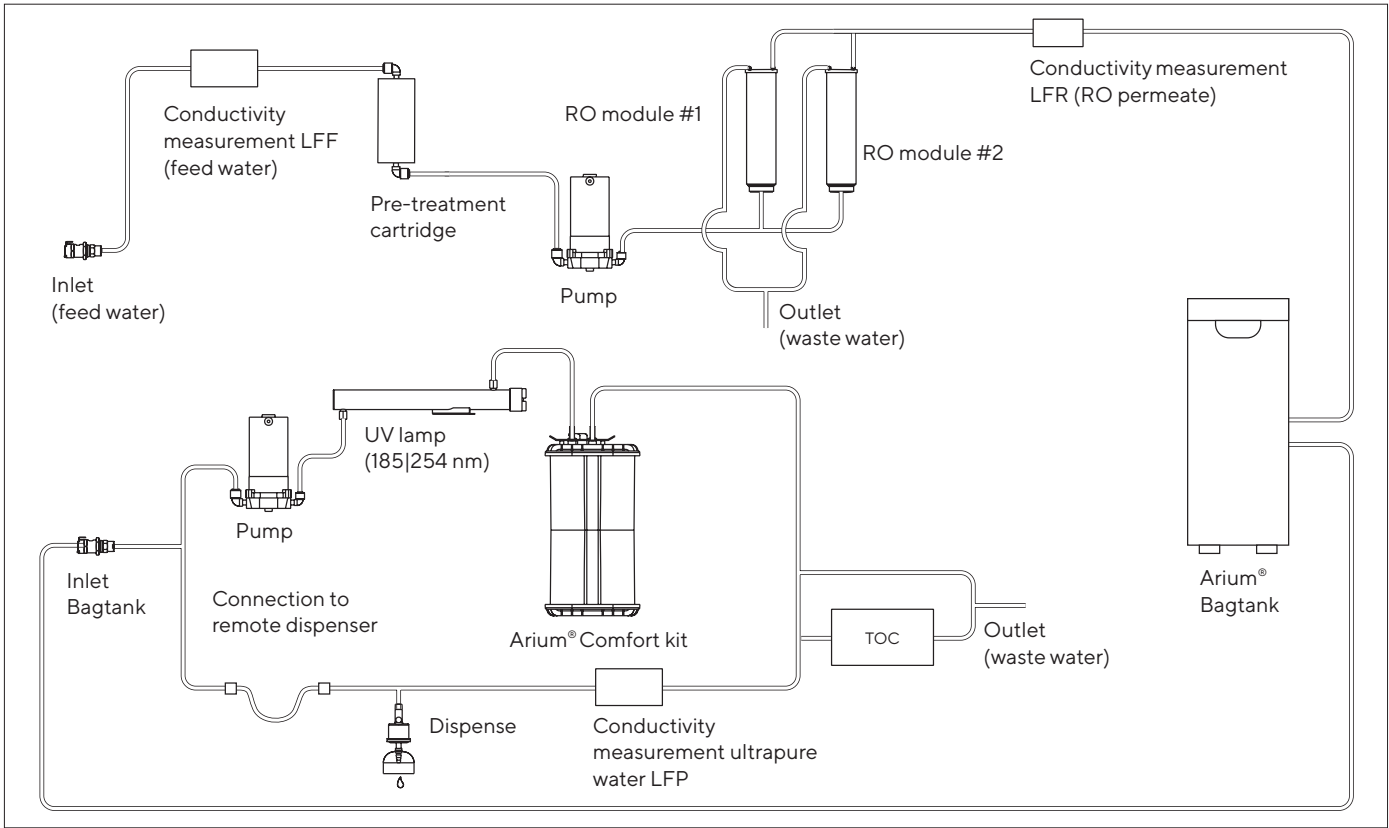 Conductivity
measurement LFF
(feed water)
Inlet
(feed water)
Pre-treatment
cartridge
Pump
RO module #1
RO module #2
Outlet
(waste water)
Conductivity measurement
LFR (RO permeate)
Arium®
Bagtank
UV lamp
(185|254 nm)
Pump
Inlet
Bagtank
Connection to
remote dispenser
Arium® Comfort kit
TOC
Outlet
(waste water)
Dispense
Conductivity
measurement ultrapure
water LFP